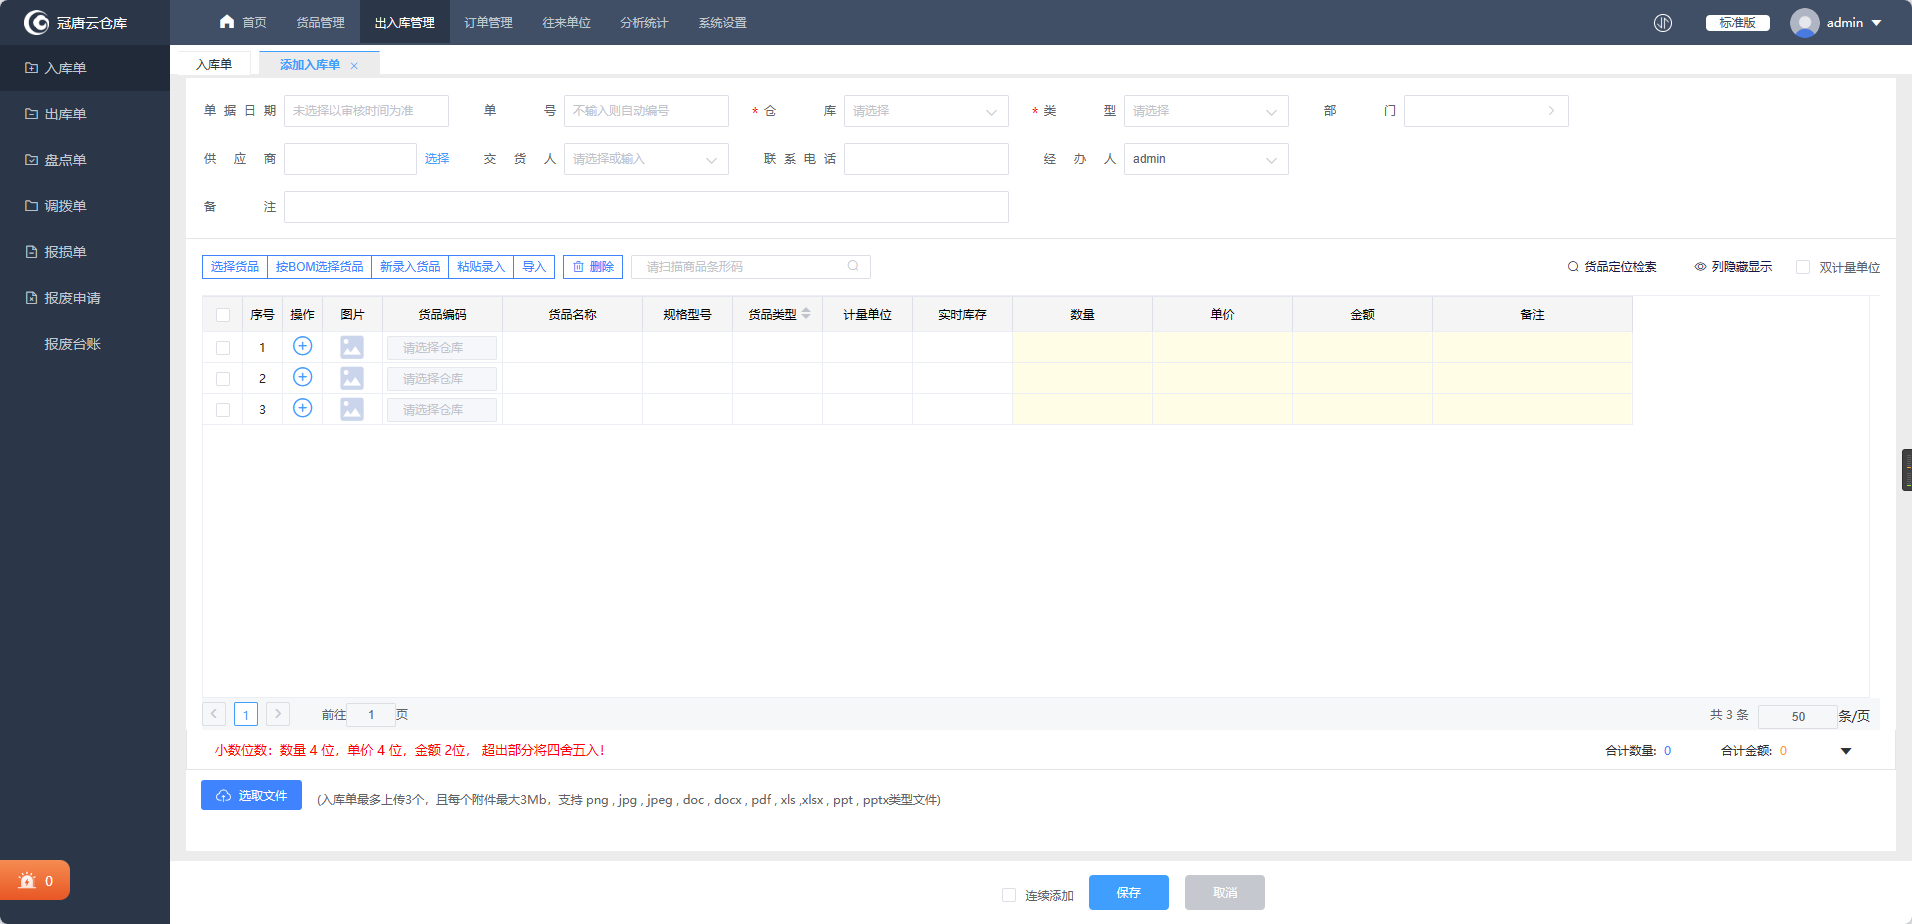 冠唐云仓库
首页 货品管理 出入库管理 订单管理 往来单位 分析统计 系统设置
标准版 admin
入库单
出库单
盘点单
调拨单
报损单
报废申请
报废台账
0
入库单 添加入库单 ×
单据日期 未选择以审核时间为准 单号 不输入则自动编号 * 仓库 请选择 * 类型 请选择 部门
供应商 选择 交货人 请选择或输入 联系电话 经办人 admin
备注
选择货品 按BOM选择货品 新录入货品 粘贴录入 导入 删除 请扫描商品条形码 货品定位检索 列隐藏显示 双计量单位
序号 操作 图片 货品编码 货品名称 规格型号 货品类型 计量单位 实时库存 数量 单价 金额 备注
1 请选择仓库
2 请选择仓库
3 请选择仓库
1 前往 1 页 共 3 条 50 条/页
小数位数：数量 4 位，单价 4 位，金额 2位， 超出部分将四舍五入！ 合计数量: 0 合计金额: 0
选取文件 (入库单最多上传3个，且每个附件最大3Mb，支持 png , jpg , jpeg , doc , docx , pdf , xls ,xlsx , ppt , pptx类型文件)
连续添加 保存 取消